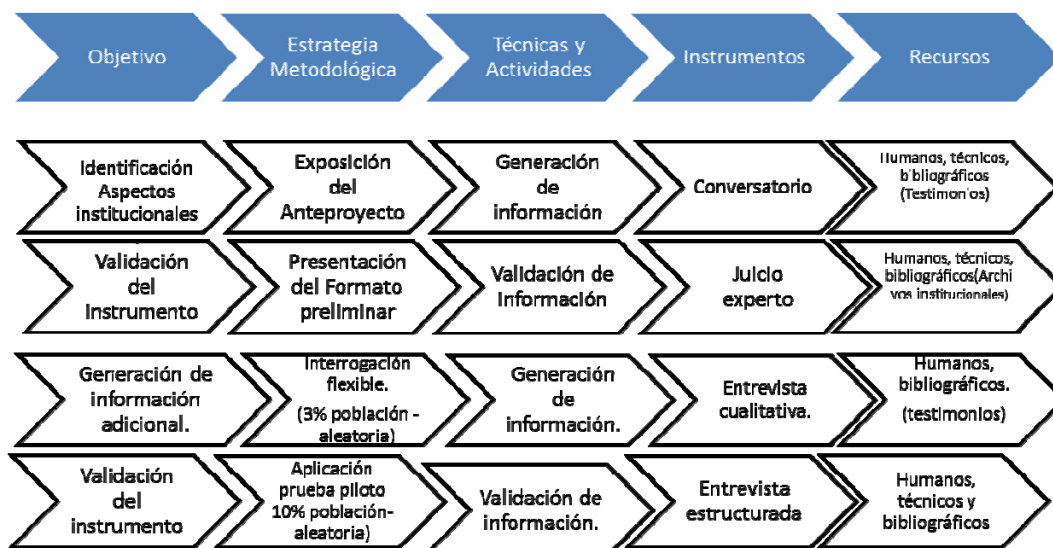 Objetivo
Estrategia
Metodológica
Técnicas y
Actividades
Instrumentos
Recursos
Identificación
Aspectos
institucionales
Exposición
del
Anteproyecto
Generación
de
información
Conversatorio
Humanos, técnicos,
bibliográficos
(Testimonios)
Validación
del
Instrumento
Presentación
del Formato
preliminar
Validación de
Información
Juicio
experto
Humanos, técnicos,
bibliográficos(Archi
vos institucionales)
Generación de
información
adicional.
Interrogación
flexible.
(3% población -
aleatoria)
Generación
de
información.
Entrevista
cualitativa.
Humanos,
bibliográficos.
(testimonios)
Validación
del
instrumento
Aplicación
prueba piloto
10% población-
aleatoria)
Validación de
información.
Entrevista
estructurada
Humanos,
técnicos y
bibliográficos